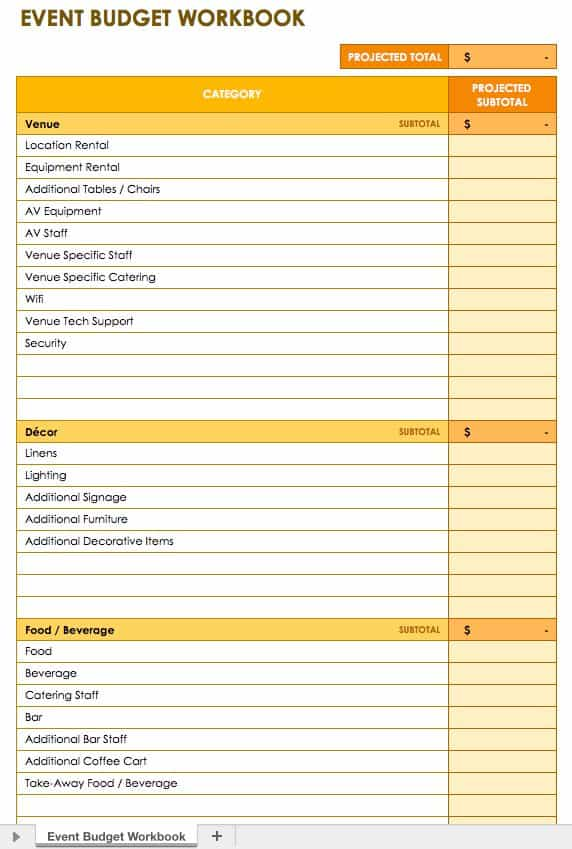 EVENT BUDGET WORKBOOK
PROJECTED TOTAL $ -
CATEGORY PROJECTED SUBTOTAL
Venue SUBTOTAL $ -
Location Rental
Equipment Rental
Additional Tables / Chairs
AV Equipment
AV Staff
Venue Specific Staff
Venue Specific Catering
Wifi
Venue Tech Support
Security
Décor SUBTOTAL $ -
Linens
Lighting
Additional Signage
Additional Furniture
Additional Decorative Items
Food / Beverage SUBTOTAL $ -
Food
Beverage
Catering Staff
Bar
Additional Bar Staff
Additional Coffee Cart
Take-Away Food / Beverage
Event Budget Workbook +